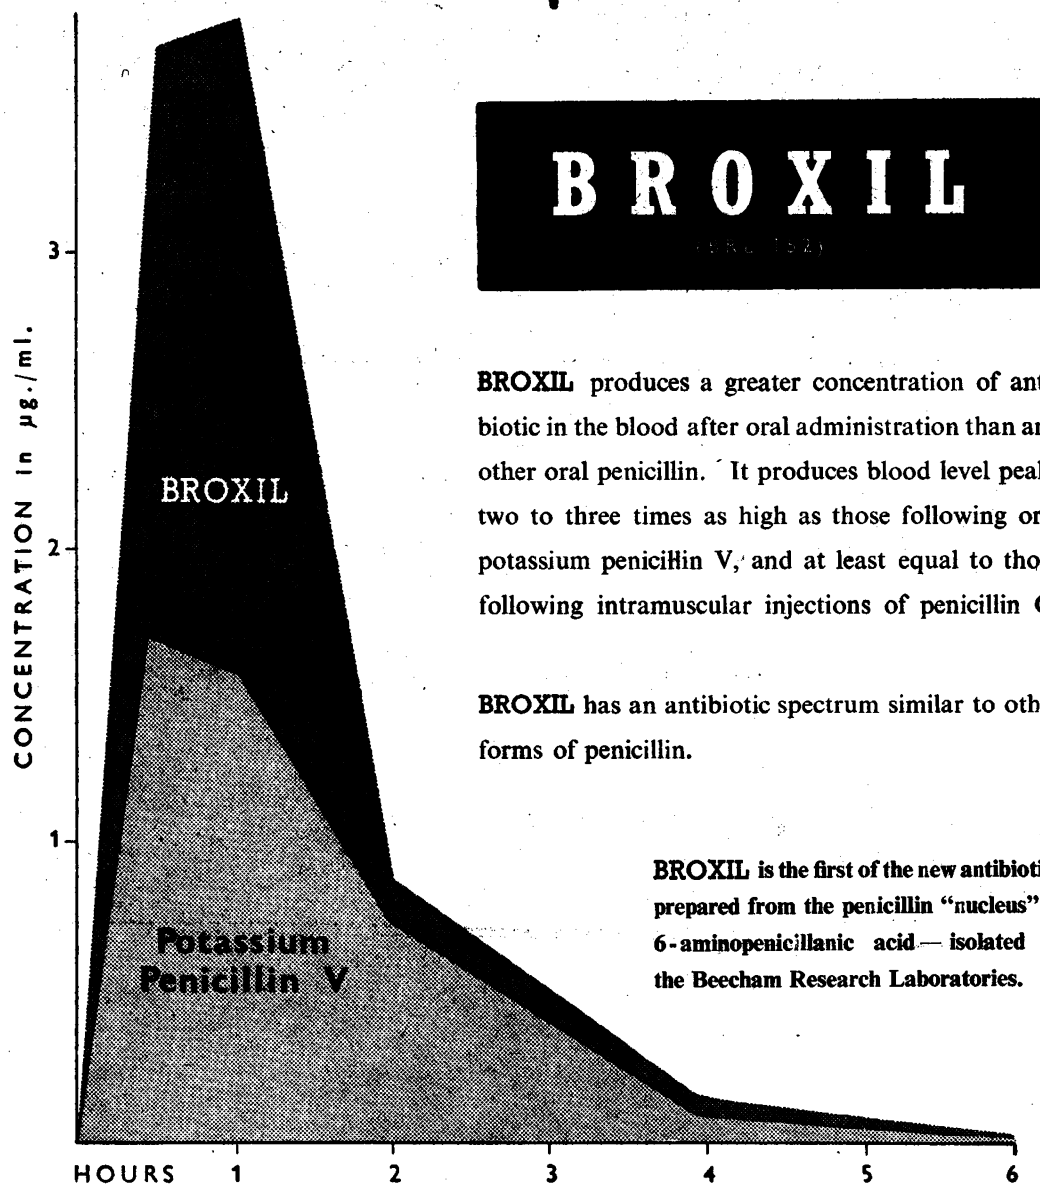 BROXIL
(BRL 152)
3
BROXIL produces a greater concentration of ant
biotic in the blood after oral administration than an
other oral penicillin. It produces blood level pea
two to three times as high as those following or
potassium penicillin V, and at least equal to tho
following intramuscular injections of penicillin
BROXIL
2
CONCENTRATION in µg./ml.
BROXIL has an antibiotic spectrum similar to oth
forms of penicillin.
1
BROXIL is the first of the new antibioti
prepared from the penicillin “nucleus”
6-aminopenicillanic acid — isolated
the Beecham Research Laboratories.
Potassium
Penicillin V
HOURS 1 2 3 4 5 6